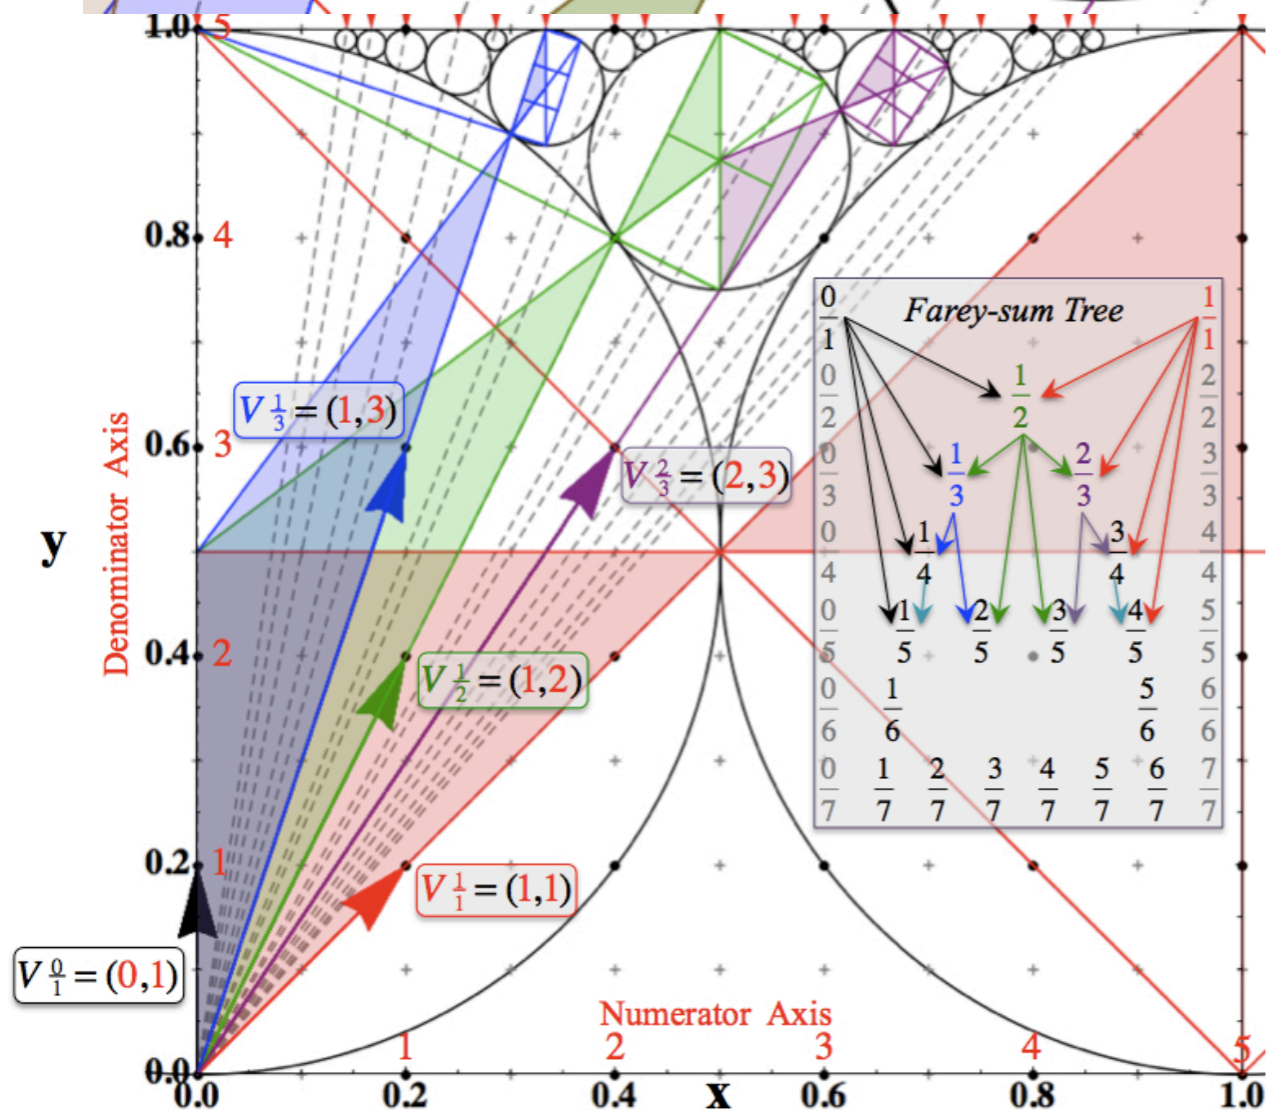 1.0 5
0.8 4
0.6 3
0.4 2
0.2 1
0.0
y
Denominator Axis
V 1/3 = (1,3)
V 2/3 = (2,3)
V 1/2 = (1,2)
V 1/1 = (1,1)
V 0/1 = (0,1)
Farey-sum Tree
0/1 1/1
0/2 1/2 2/2
0/3 1/3 2/3 3/3
0/4 1/4 3/4 4/4
0/5 1/5 2/5 3/5 4/5 5/5
0/6 1/6 5/6 6/6
0/7 1/7 2/7 3/7 4/7 5/7 6/7 7/7
Numerator Axis
1 2 3 4 5
0.0 0.2 0.4 x 0.6 0.8 1.0